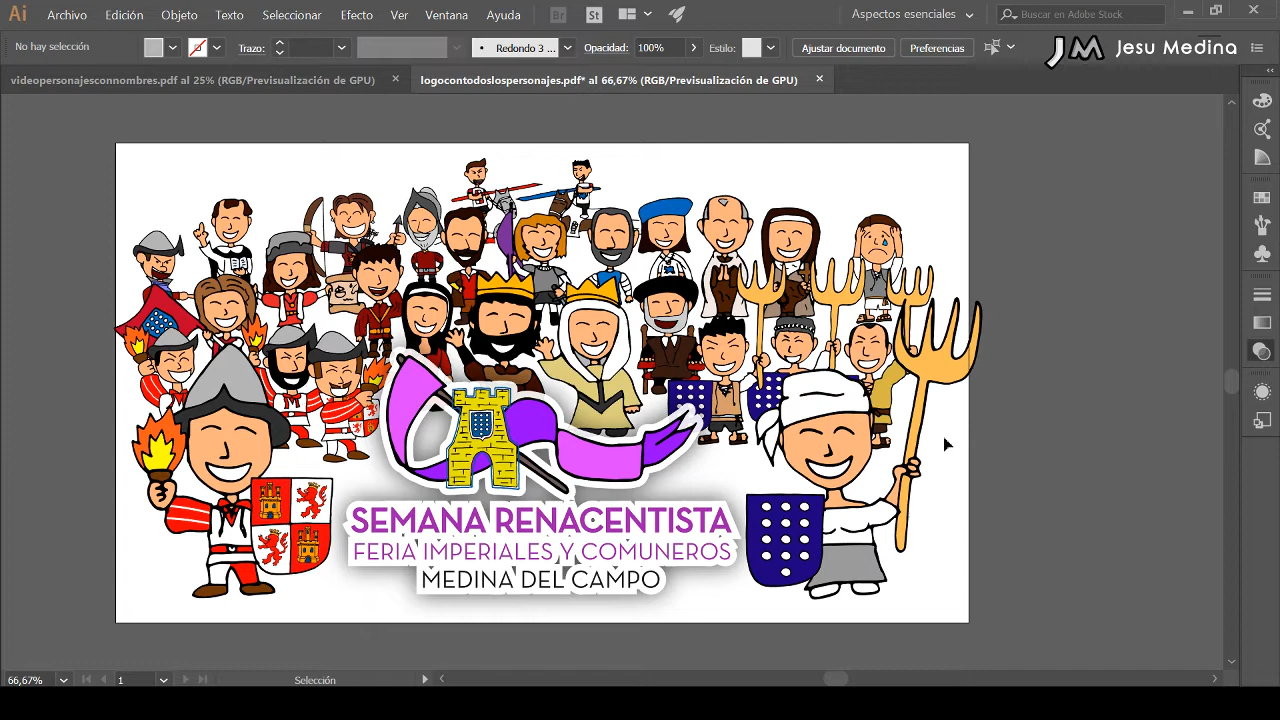 Ai Archivo Edición Objeto Texto Seleccionar Efecto Ver Ventana Ayuda Br St Aspectos esenciales Buscar en Adobe Stock
No hay selección Trazo: Redondo 3 ... Opacidad: 100% Estilo: Ajustar documento Preferencias JM Jesu Medina
videopersonajesconnombres.pdf al 25% (RGB/Previsualización de GPU) logocontodoslospersonajes.pdf* al 66,67% (RGB/Previsualización de GPU)
SEMANA RENACENTISTA
FERIA IMPERIALES Y COMUNEROS
MEDINA DEL CAMPO
66,67% 1 Selección